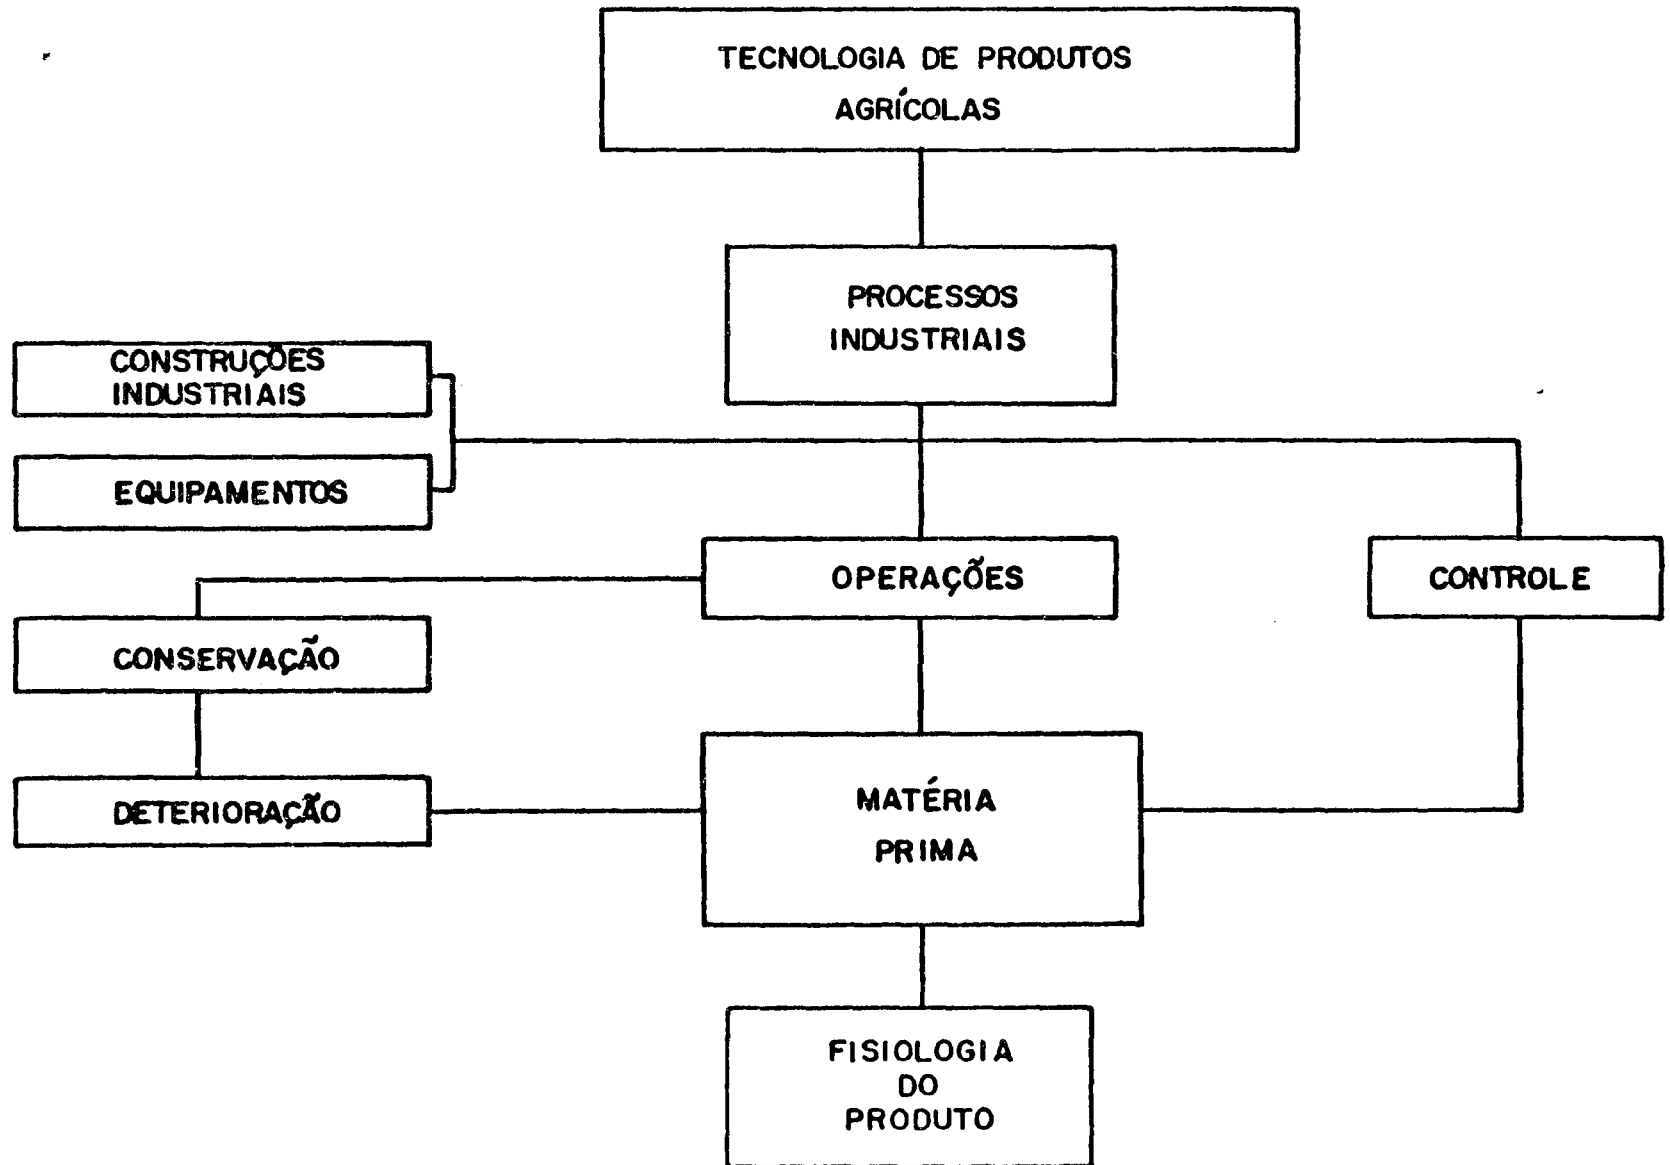 TECNOLOGIA DE PRODUTOS
AGRÍCOLAS
PROCESSOS
INDUSTRIAIS
CONSTRUÇÕES
INDUSTRIAIS
EQUIPAMENTOS
OPERAÇÕES
CONTROLE
CONSERVAÇÃO
DETERIORAÇÃO
MATÉRIA
PRIMA
FISIOLOGIA
DO
PRODUTO